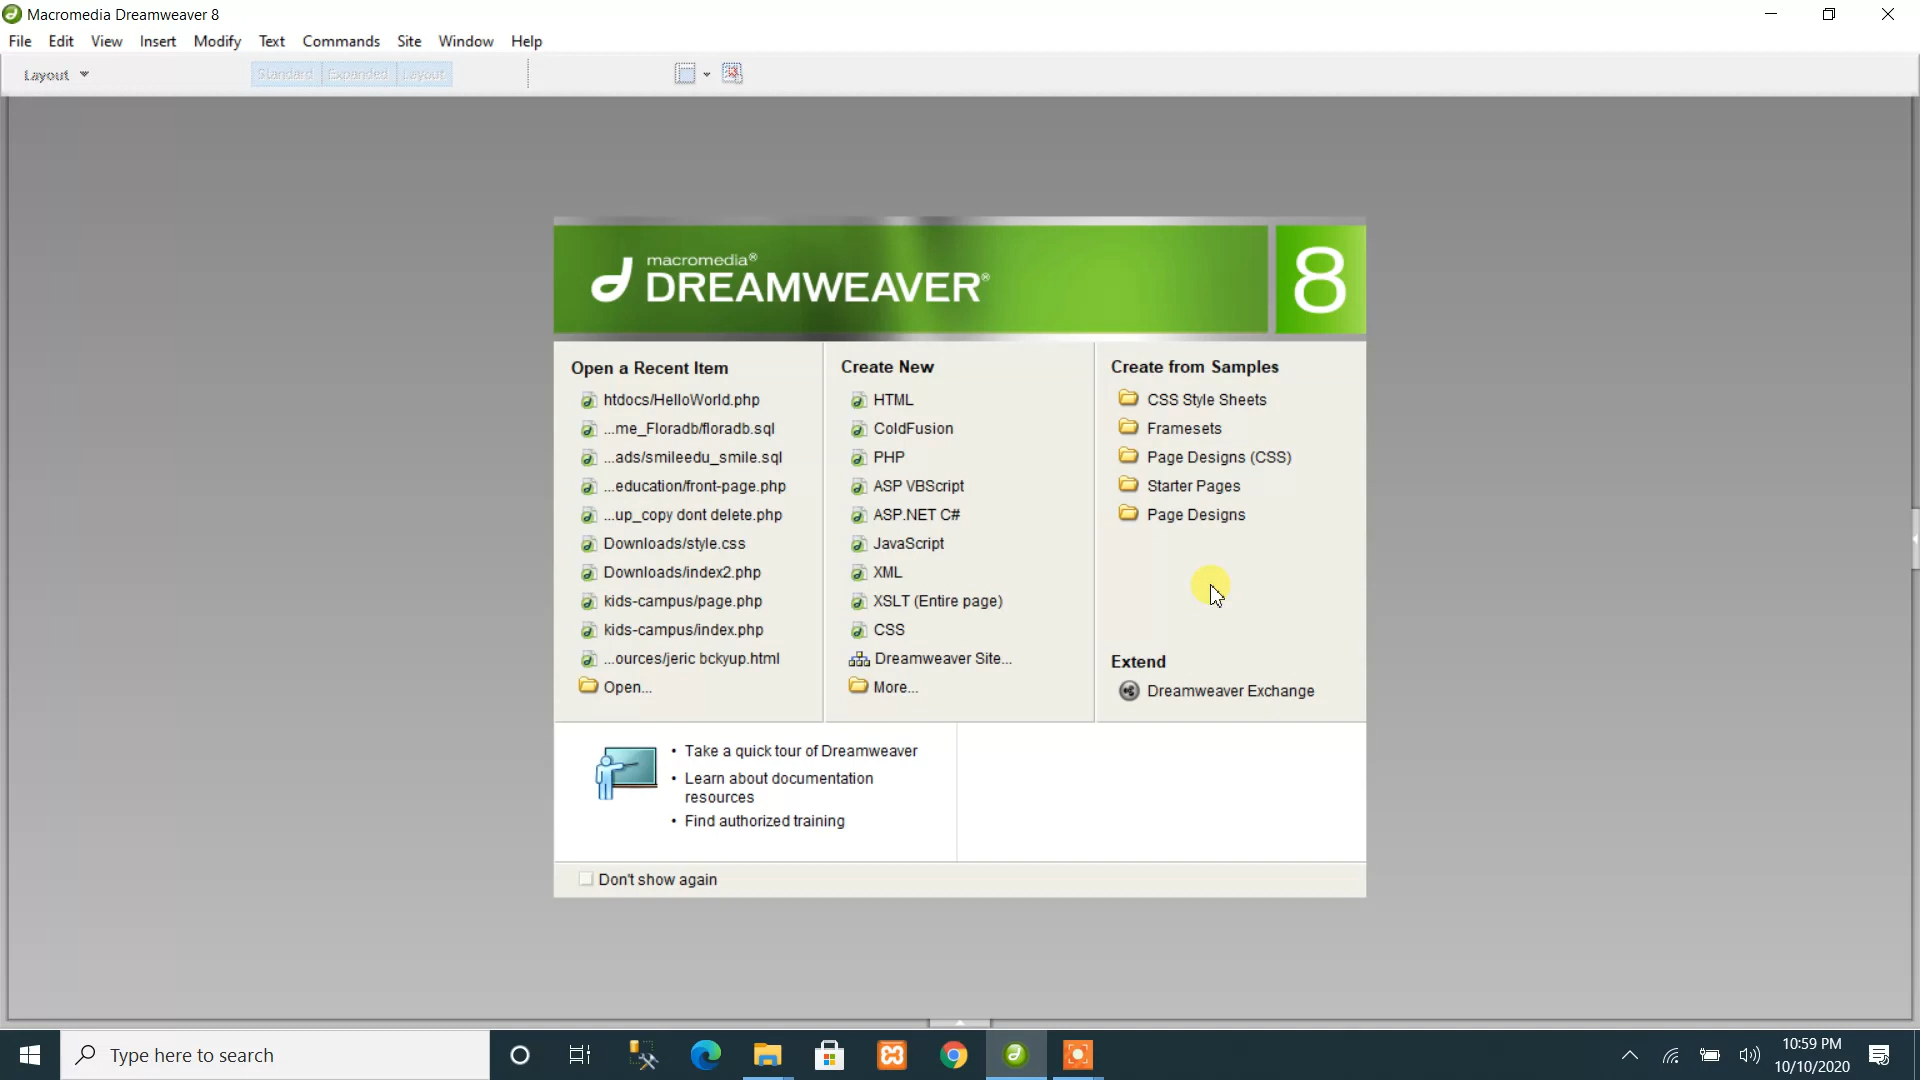 Macromedia Dreamweaver 8
File Edit View Insert Modify Text Commands Site Window Help
Layout Standard Expanded Layout
macromedia®
DREAMWEAVER®
8
Open a Recent Item
htdocs/HelloWorld.php
...me_Floradb/floradb.sql
...ads/smileedu_smile.sql
...education/front-page.php
...up_copy dont delete.php
Downloads/style.css
Downloads/index2.php
kids-campus/page.php
kids-campus/index.php
...ources/jeric bckyup.html
Open...
Create New
HTML
ColdFusion
PHP
ASP VBScript
ASP.NET C#
JavaScript
XML
XSLT (Entire page)
CSS
Dreamweaver Site...
More...
Create from Samples
CSS Style Sheets
Framesets
Page Designs (CSS)
Starter Pages
Page Designs
Extend
Dreamweaver Exchange
• Take a quick tour of Dreamweaver
• Learn about documentation
resources
• Find authorized training
Don't show again
Type here to search
10:59 PM
10/10/2020